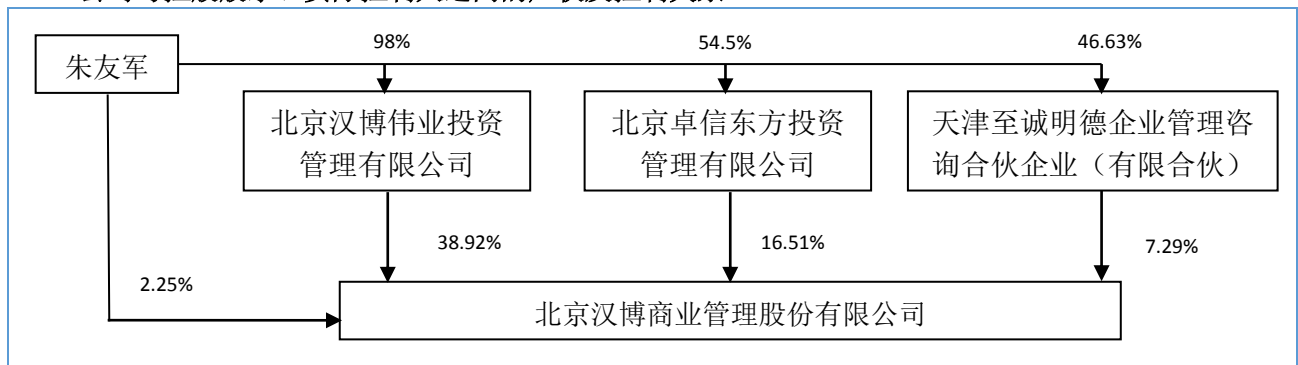 98%
54.5%
46.63%
朱友军
北京汉博伟业投资
管理有限公司
北京卓信东方投资
管理有限公司
天津至诚明德企业管理咨
询合伙企业（有限合伙）
38.92%
16.51%
7.29%
2.25%
北京汉博商业管理股份有限公司